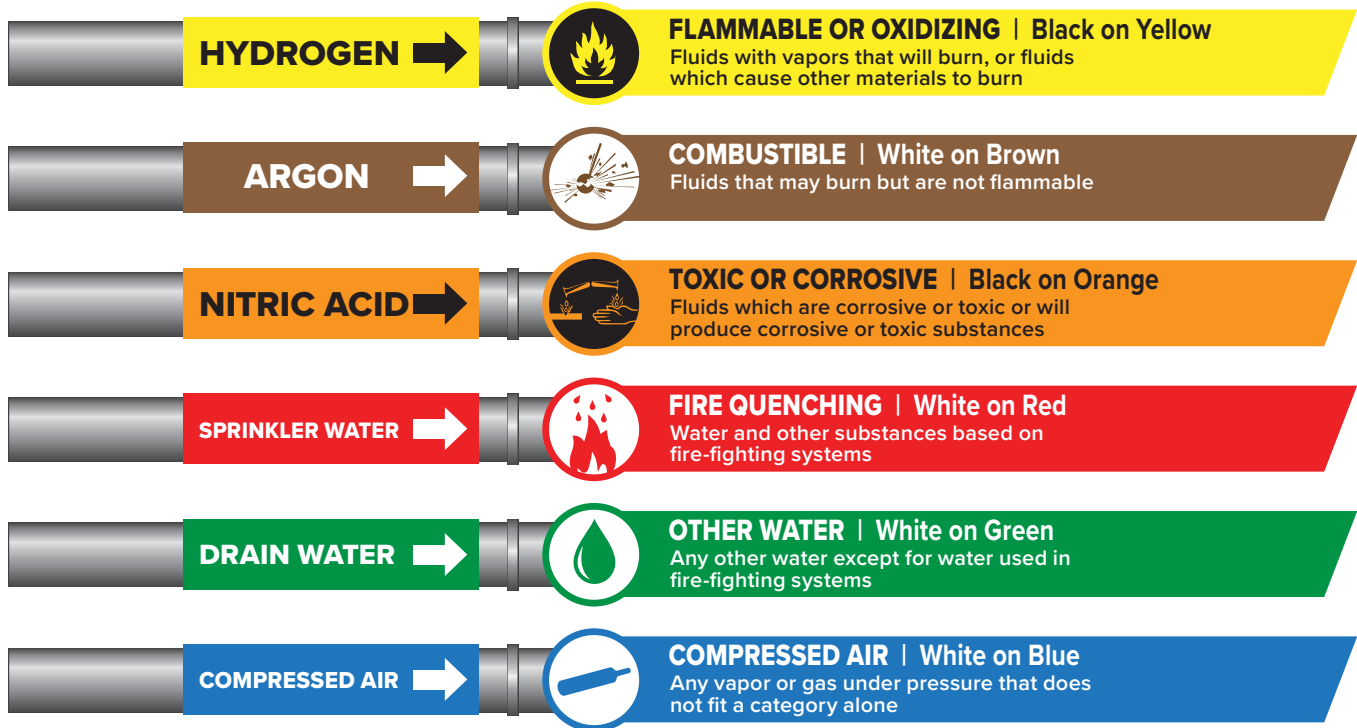 HYDROGEN
FLAMMABLE OR OXIDIZING | Black on Yellow
Fluids with vapors that will burn, or fluids
which cause other materials to burn
ARGON
COMBUSTIBLE | White on Brown
Fluids that may burn but are not flammable
NITRIC ACID
TOXIC OR CORROSIVE | Black on Orange
Fluids which are corrosive or toxic or will
produce corrosive or toxic substances
SPRINKLER WATER
FIRE QUENCHING | White on Red
Water and other substances based on
fire-fighting systems
DRAIN WATER
OTHER WATER | White on Green
Any other water except for water used in
fire-fighting systems
COMPRESSED AIR
COMPRESSED AIR | White on Blue
Any vapor or gas under pressure that does
not fit a category alone